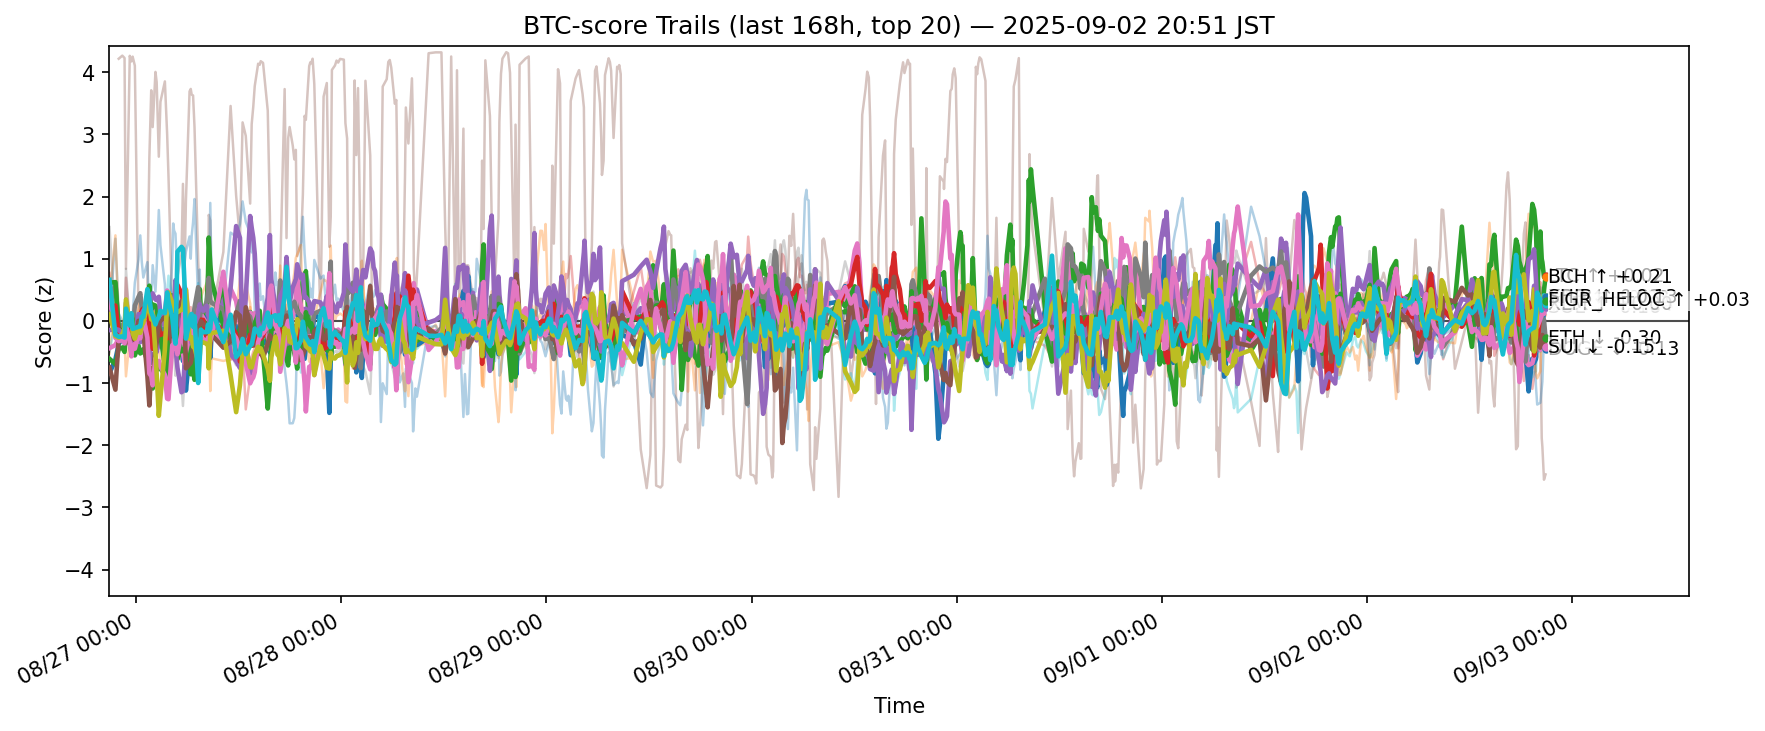 BTC-score Trails (last 168h, top 20) — 2025-09-02 20:51 JST
Score (z)
4
3
2
1
0
−1
−2
−3
−4
BCH ↑ +0.21
FIGR_HELOC ↑ +0.03
ETH ↓ -0.30
SUI ↓ -0.15
08/27 00:00
08/28 00:00
08/29 00:00
08/30 00:00
08/31 00:00
09/01 00:00
09/02 00:00
09/03 00:00
Time